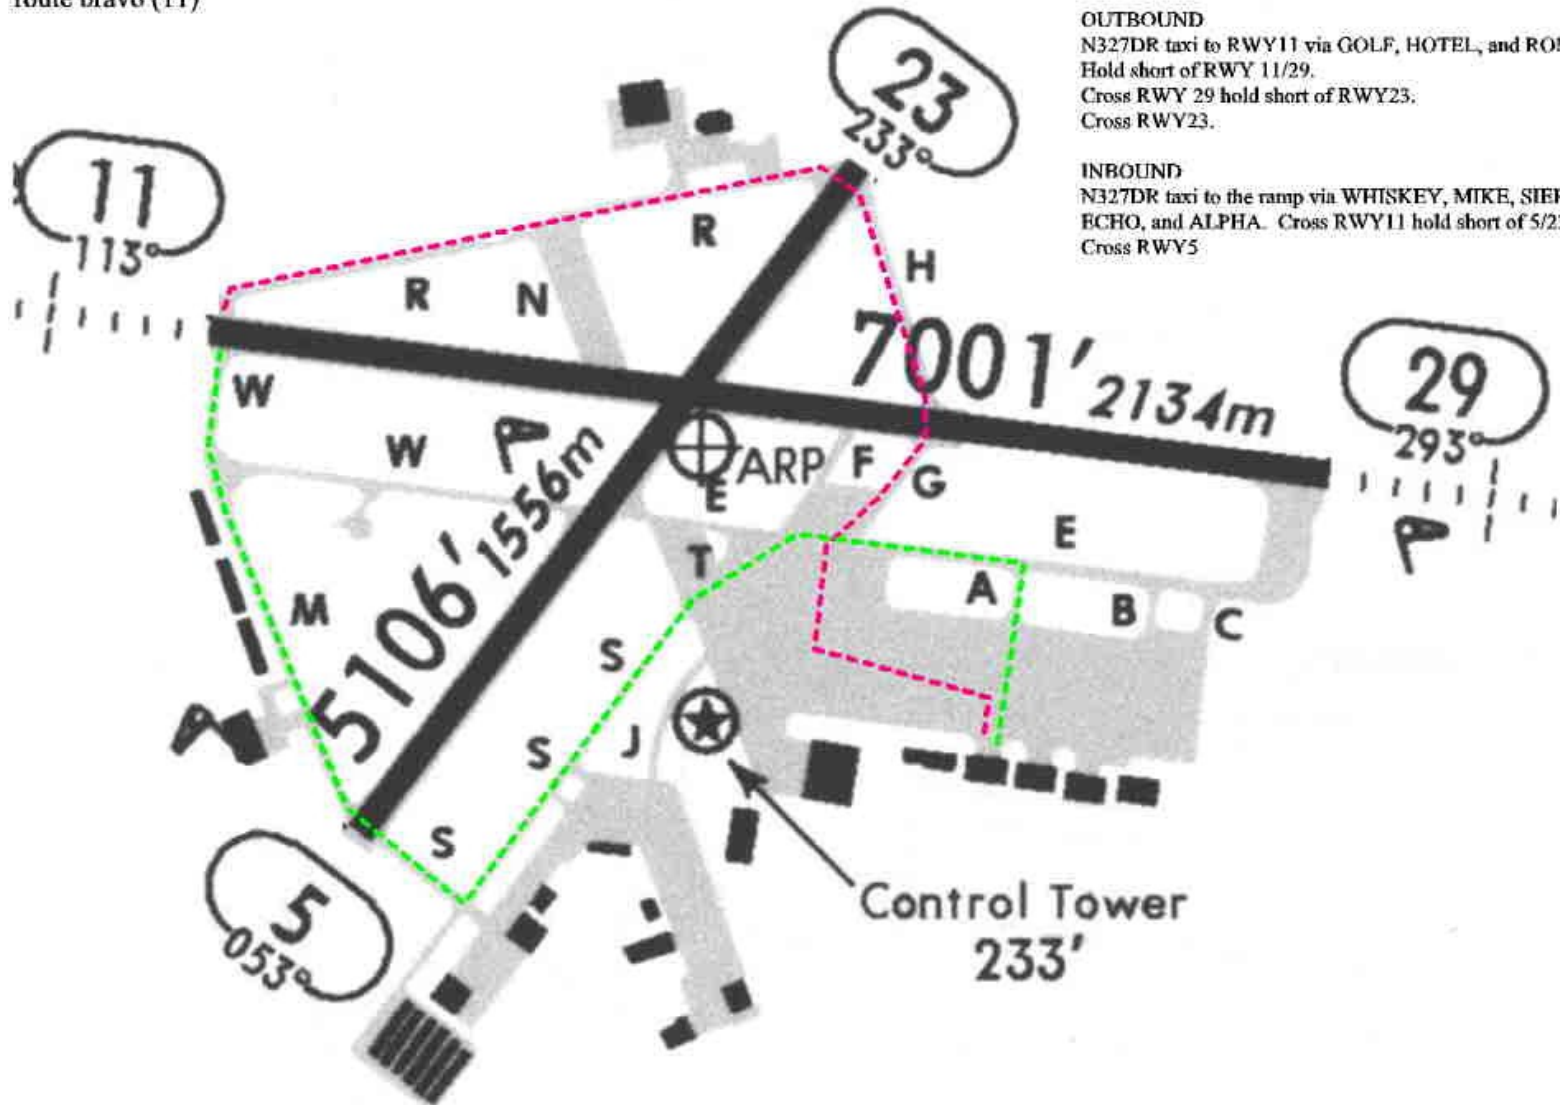 route bravo (11)
OUTBOUND
N327DR taxi to RWY11 via GOLF, HOTEL, and
Hold short of RWY 11/29.
Cross RWY 29 hold short of RWY23.
Cross RWY23.
INBOUND
N327DR taxi to the ramp via WHISKEY, MIKE,
ECHO, and ALPHA. Cross RWY11 hold short of
Cross RWY5
23
233°
11
113°
R
H
R
N
7001' 2134m
29
293°
W
W
5106' 1556m
ARP
F
G
E
E
T
A
B
C
M
S
J
S
S
5
053°
Control Tower
233'